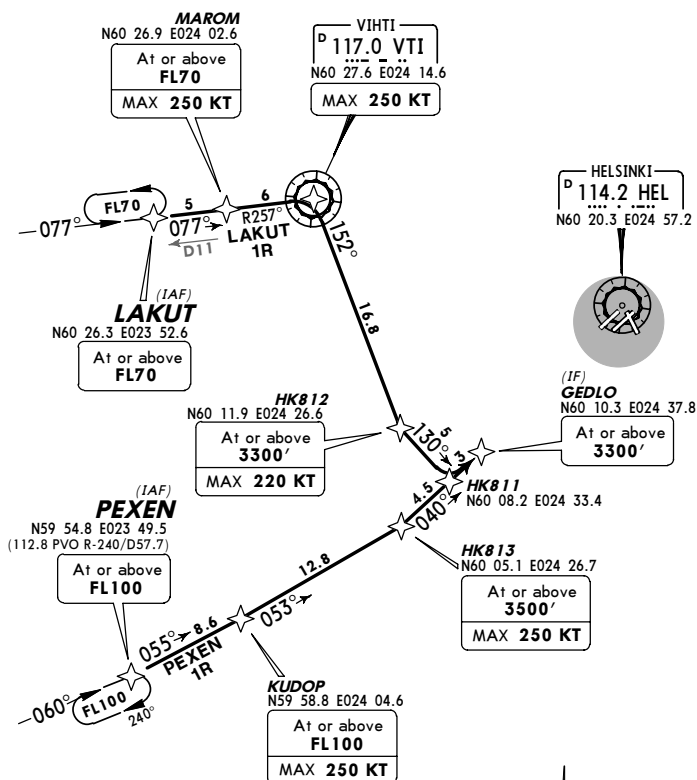 MAROM
N60 26.9 E024 02.6
At or above
FL70
MAX 250 KT
VIHTI
D 117.0 VTI
N60 27.6 E024 14.6
MAX 250 KT
HELSINKI
D 114.2 HEL
N60 20.3 E024 57.2
FL70
077°
5
077°
6
R257°
D11
LAKUT
1R
152°
16.8
(IAF)
LAKUT
N60 26.3 E023 52.6
At or above
FL70
HK812
N60 11.9 E024 26.6
At or above
3300'
MAX 220 KT
130°
5
3
(IF)
GEDLO
N60 10.3 E024 37.8
At or above
3300'
HK811
N60 08.2 E024 33.4
4.5
040°
(IAF)
PEXEN
N59 54.8 E023 49.5
(112.8 PVO R-240/D57.7)
At or above
FL100
12.8
053°
HK813
N60 05.1 E024 26.7
At or above
3500'
MAX 250 KT
055°
8.6
PEXEN
1R
060°
FL100
240°
KUDOP
N59 58.8 E024 04.6
At or above
FL100
MAX 250 KT